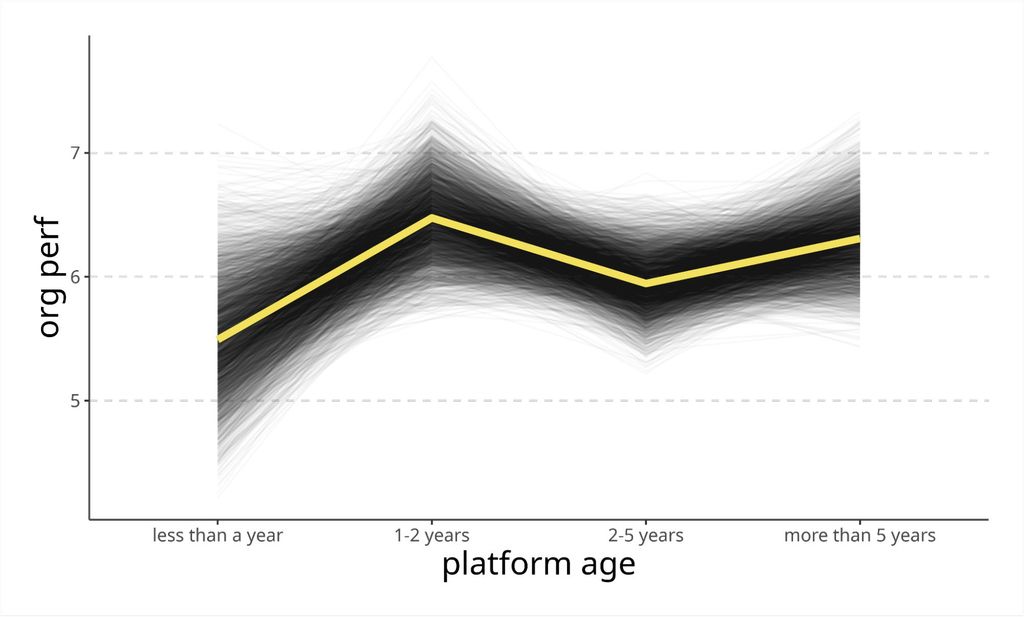 org perf
7
6
5
less than a year
1-2 years
2-5 years
more than 5 years
platform age